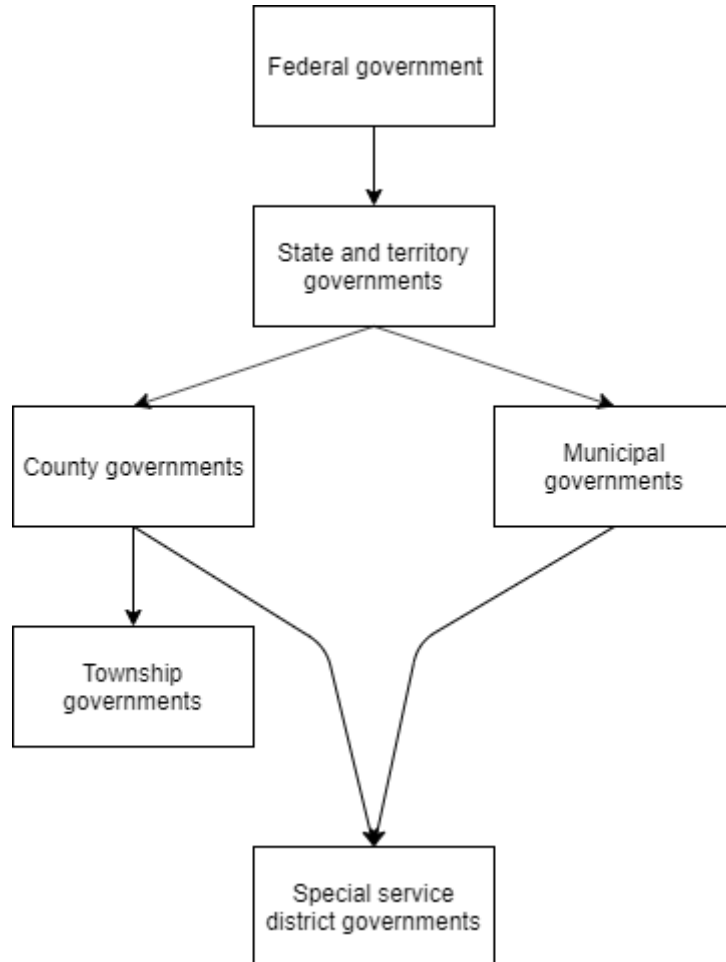 Federal government
State and territory
governments
County governments
Municipal
governments
Township
governments
Special service
district governments